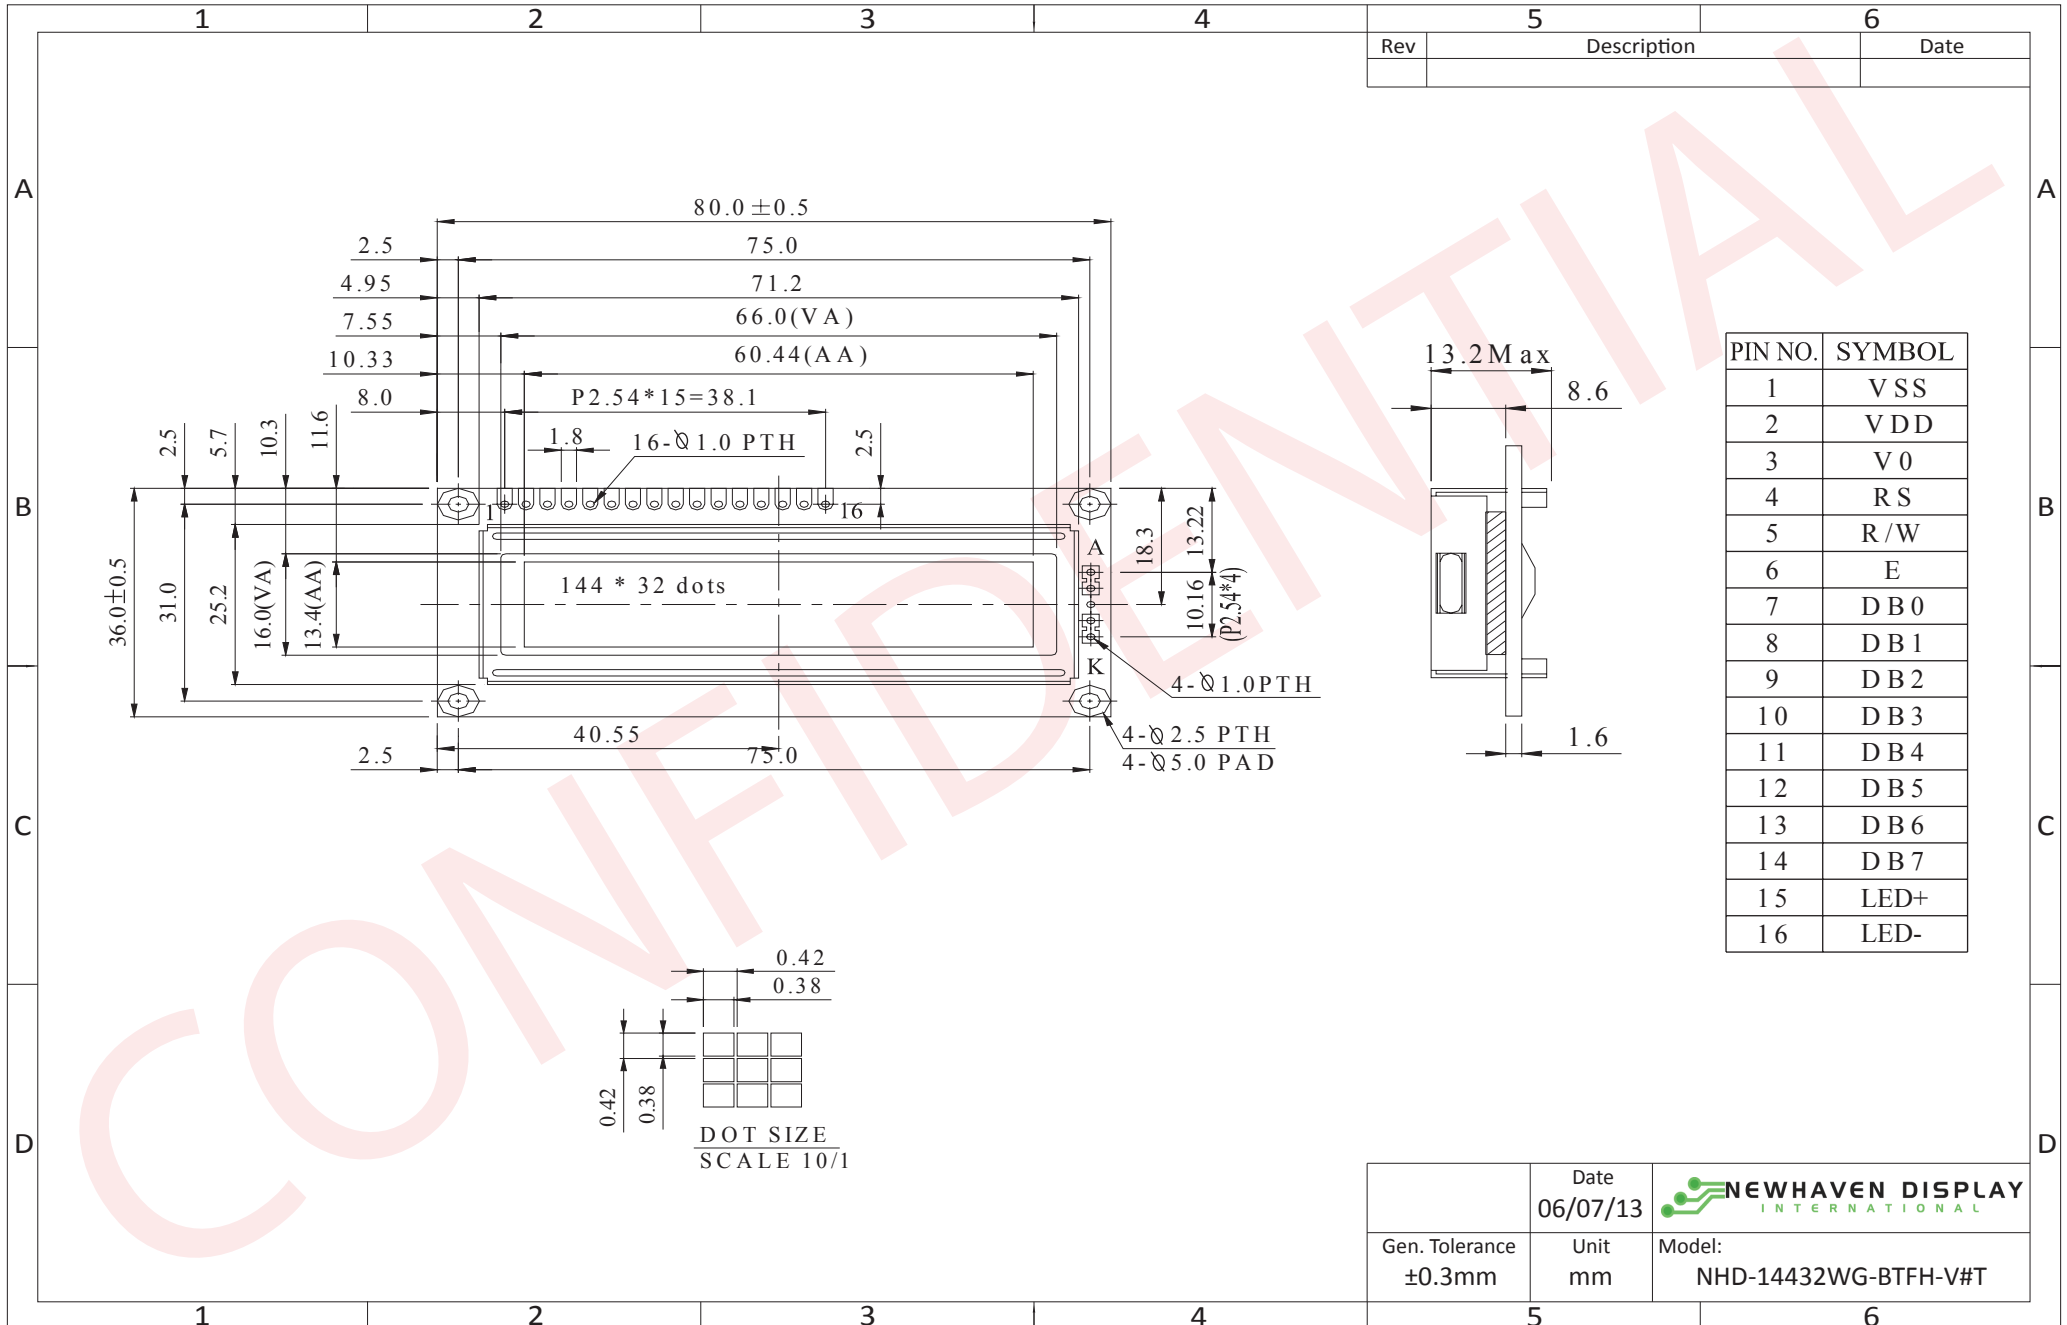 1 2 3 4 5 6
Rev Description Date
A A
B B
C C
D D
80.0±0.5
2.5 75.0
4.95 71.2
7.55 66.0(VA)
10.33 60.44(AA)
8.0 P2.54*15=38.1
1.8 16-Ø1.0 PTH 2.5
2.5 5.7 10.3 11.6
1 16
36.0±0.5 31.0 25.2 16.0(VA) 13.4(AA)
144 * 32 dots
A
K
18.3 13.22
10.16 (P2.54*4)
4-Ø1.0PTH
4-Ø2.5 PTH
4-Ø5.0 PAD
40.55
2.5 75.0
13.2Max
8.6
1.6
PIN NO. SYMBOL
1 VSS
2 VDD
3 V0
4 RS
5 R/W
6 E
7 DB0
8 DB1
9 DB2
10 DB3
11 DB4
12 DB5
13 DB6
14 DB7
15 LED+
16 LED-
0.42
0.38
0.42 0.38
DOT SIZE
SCALE 10/1
CONFIDENTIAL
Date
06/07/13
NEWHAVEN DISPLAY
INTERNATIONAL
Gen. Tolerance
±0.3mm
Unit
mm
Model:
NHD-14432WG-BTFH-V#T
1 2 3 4 5 6